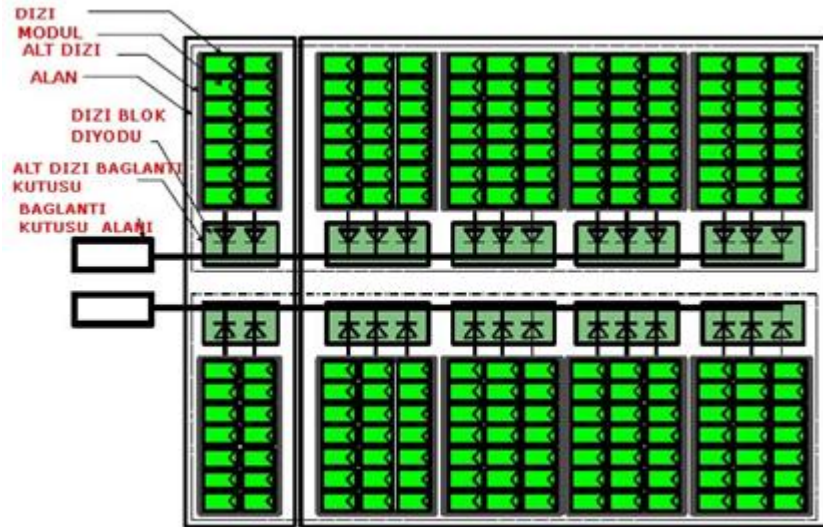 DIZI
MODUL
ALT DIZI
ALAN
DIZI BLOK
DIYODU
ALT DIZI BAGLANTI
KUTUSU
BAGLANTI
KUTUSU ALANI